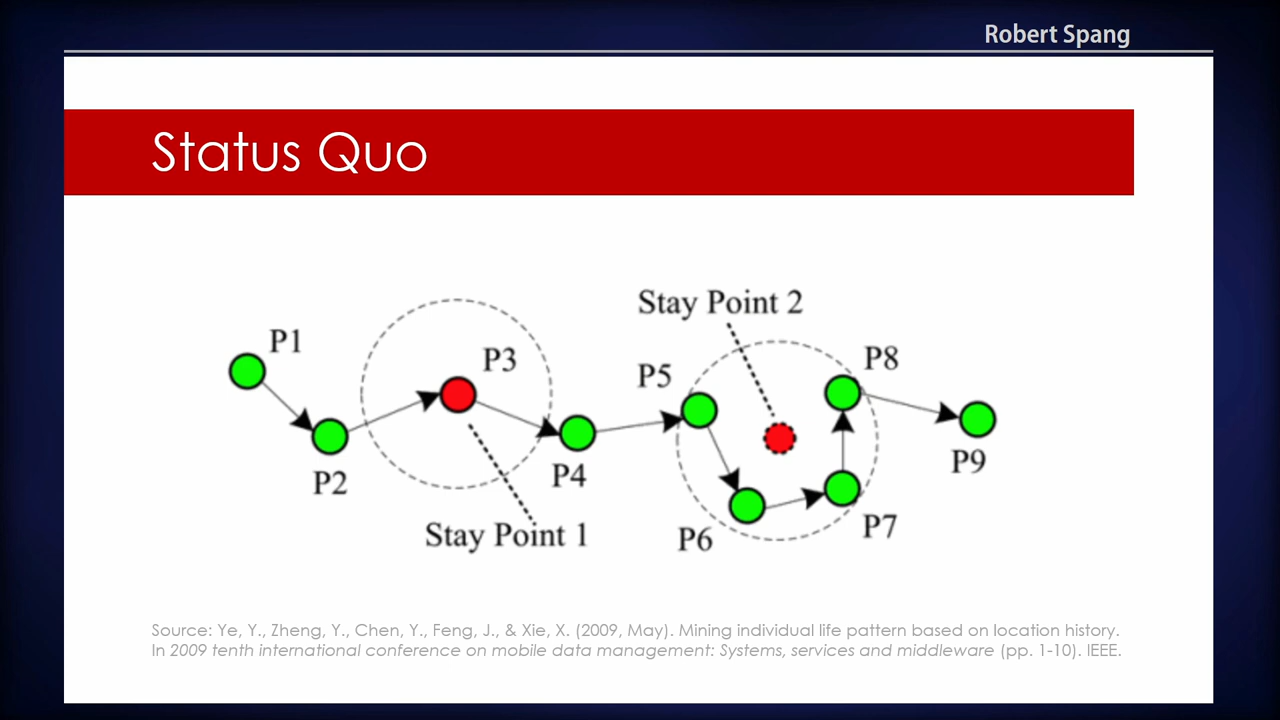 Robert Spang
Status Quo
Stay Point 2
P1
P3
P5
P8
P2
P4
P9
Stay Point 1
P6
P7
Source: Ye, Y., Zheng, Y., Chen, Y., Feng, J., & Xie, X. (2009, May). Mining individual life pattern based on location history.
In 2009 tenth international conference on mobile data management: Systems, services and middleware (pp. 1-10). IEEE.